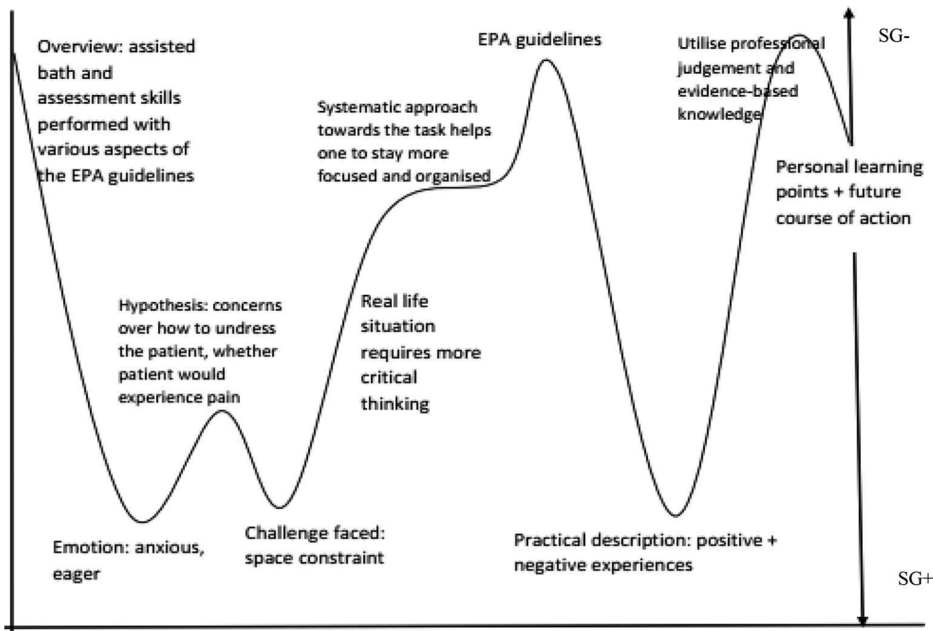 Overview: assisted
bath and
assessment skills
performed with
various aspects of
the EPA guidelines
Emotion: anxious,
eager
Hypothesis: concerns
over how to undress
the patient, whether
patient would
experience pain
Challenge faced:
space constraint
Real life
situation
requires more
critical
thinking
Systematic approach
towards the task helps
one to stay more
focused and organised
EPA guidelines
Practical description: positive +
negative experiences
Utilise professional
judgement and
evidence-based
knowledge
Personal learning
points + future
course of action
SG-
SG+